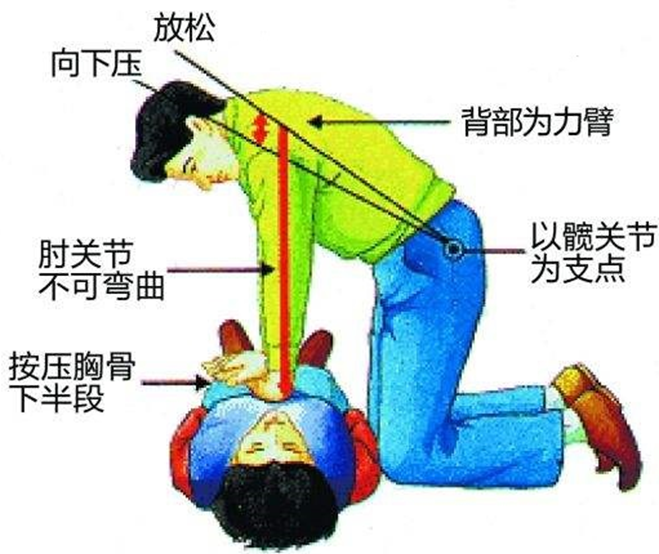 放松
向下压
背部为力臂
以髋关节
为支点
肘关节
不可弯曲
按压胸骨
下半段